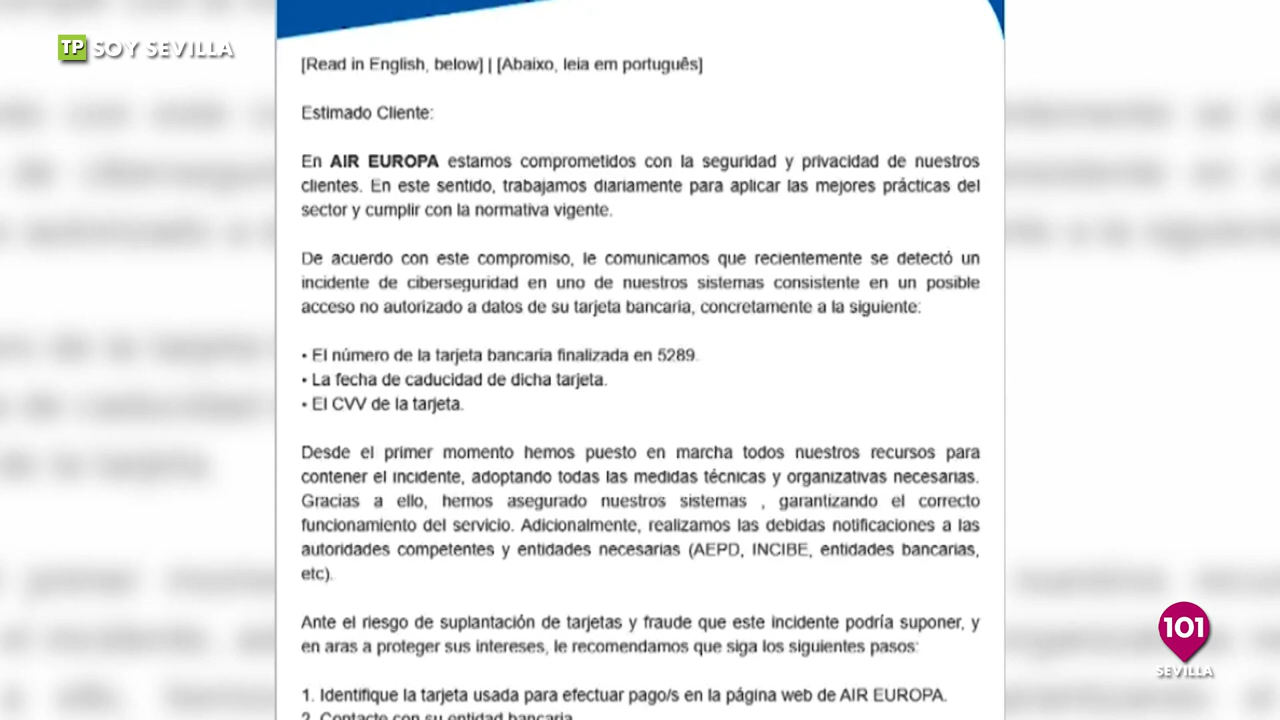 TP SOY SEVILLA
[Read in English, below] | [Abaixo, leia em português]
Estimado Cliente:
En AIR EUROPA estamos comprometidos con la seguridad y privacidad de nuestros
clientes. En este sentido, trabajamos diariamente para aplicar las mejores prácticas del
sector y cumplir con la normativa vigente.
De acuerdo con este compromiso, le comunicamos que recientemente se detectó un
incidente de ciberseguridad en uno de nuestros sistemas consistente en un posible
acceso no autorizado a datos de su tarjeta bancaria, concretamente a la siguiente:
• El número de la tarjeta bancaria finalizada en 5289.
• La fecha de caducidad de dicha tarjeta.
• El CVV de la tarjeta.
Desde el primer momento hemos puesto en marcha todos nuestros recursos para
contener el incidente, adoptando todas las medidas técnicas y organizativas necesarias.
Gracias a ello, hemos asegurado nuestros sistemas , garantizando el correcto
funcionamiento del servicio. Adicionalmente, realizamos las debidas notificaciones a las
autoridades competentes y entidades necesarias (AEPD, INCIBE, entidades bancarias,
etc).
Ante el riesgo de suplantación de tarjetas y fraude que este incidente podría suponer, y
en aras a proteger sus intereses, le recomendamos que siga los siguientes pasos:
1. Identifique la tarjeta usada para efectuar pago/s en la página web de AIR EUROPA.
2. Contacte con su entidad bancaria
101
SEVILLA